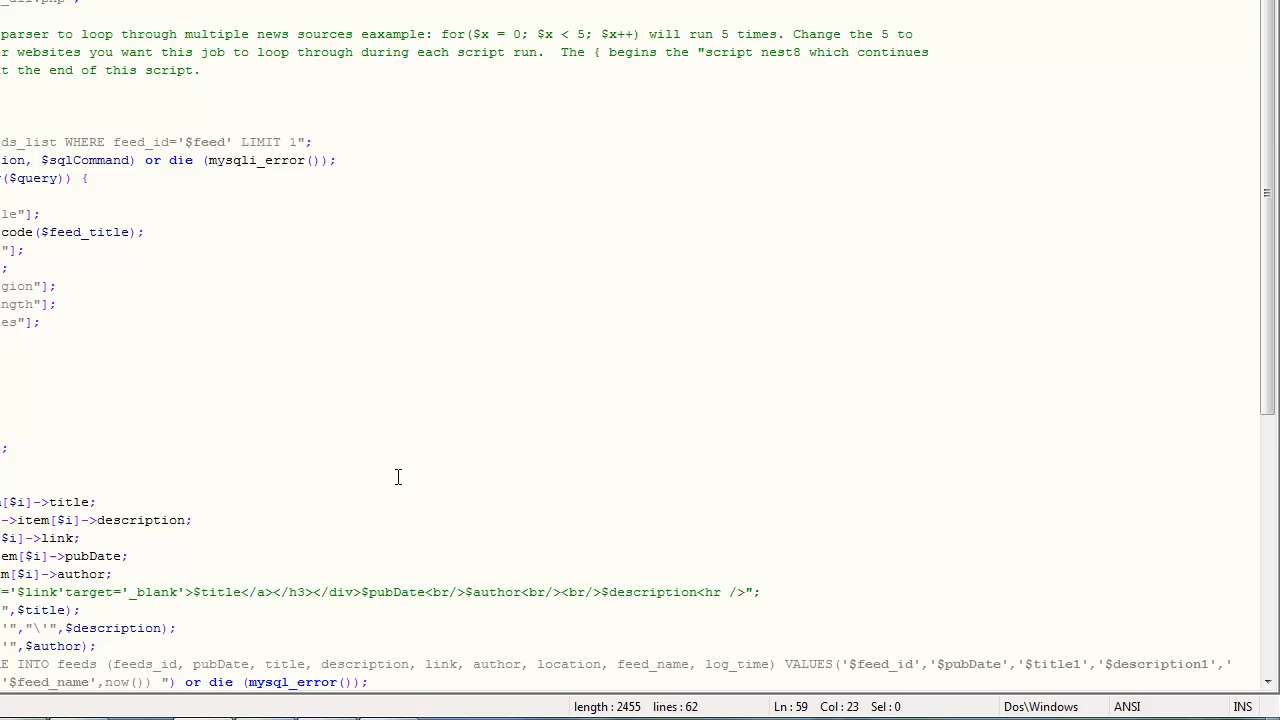 _dll.php";
parser to loop through multiple news sources eaxample: for($x = 0; $x < 5; $x++) will run 5 times. Change the 5 to
r websites you want this job to loop through during each script run.  The { begins the "script nest8 which continues
t the end of this script.
ds_list WHERE feed_id='$feed' LIMIT 1";
ion, $sqlCommand) or die (mysqli_error());
($query)) {
le"];
code($feed_title);
"];
;
gion"];
ngth"];
es"];
;
[$i]->title;
->item[$i]->description;
$i]->link;
em[$i]->pubDate;
m[$i]->author;
='$link'target='_blank'>$title</a></h3></div>$pubDate<br/>$author<br/><br/>$description<hr />";
",$title);
'","\'",$description);
'",$author);
E INTO feeds (feeds_id, pubDate, title, description, link, author, location, feed_name, log_time) VALUES('$feed_id','$pubDate','$title1','$description1','
'$feed_name',now()) ") or die (mysql_error());
length : 2455 lines : 62 Ln : 59 Col : 23 Sel : 0 Dos\Windows ANSI INS